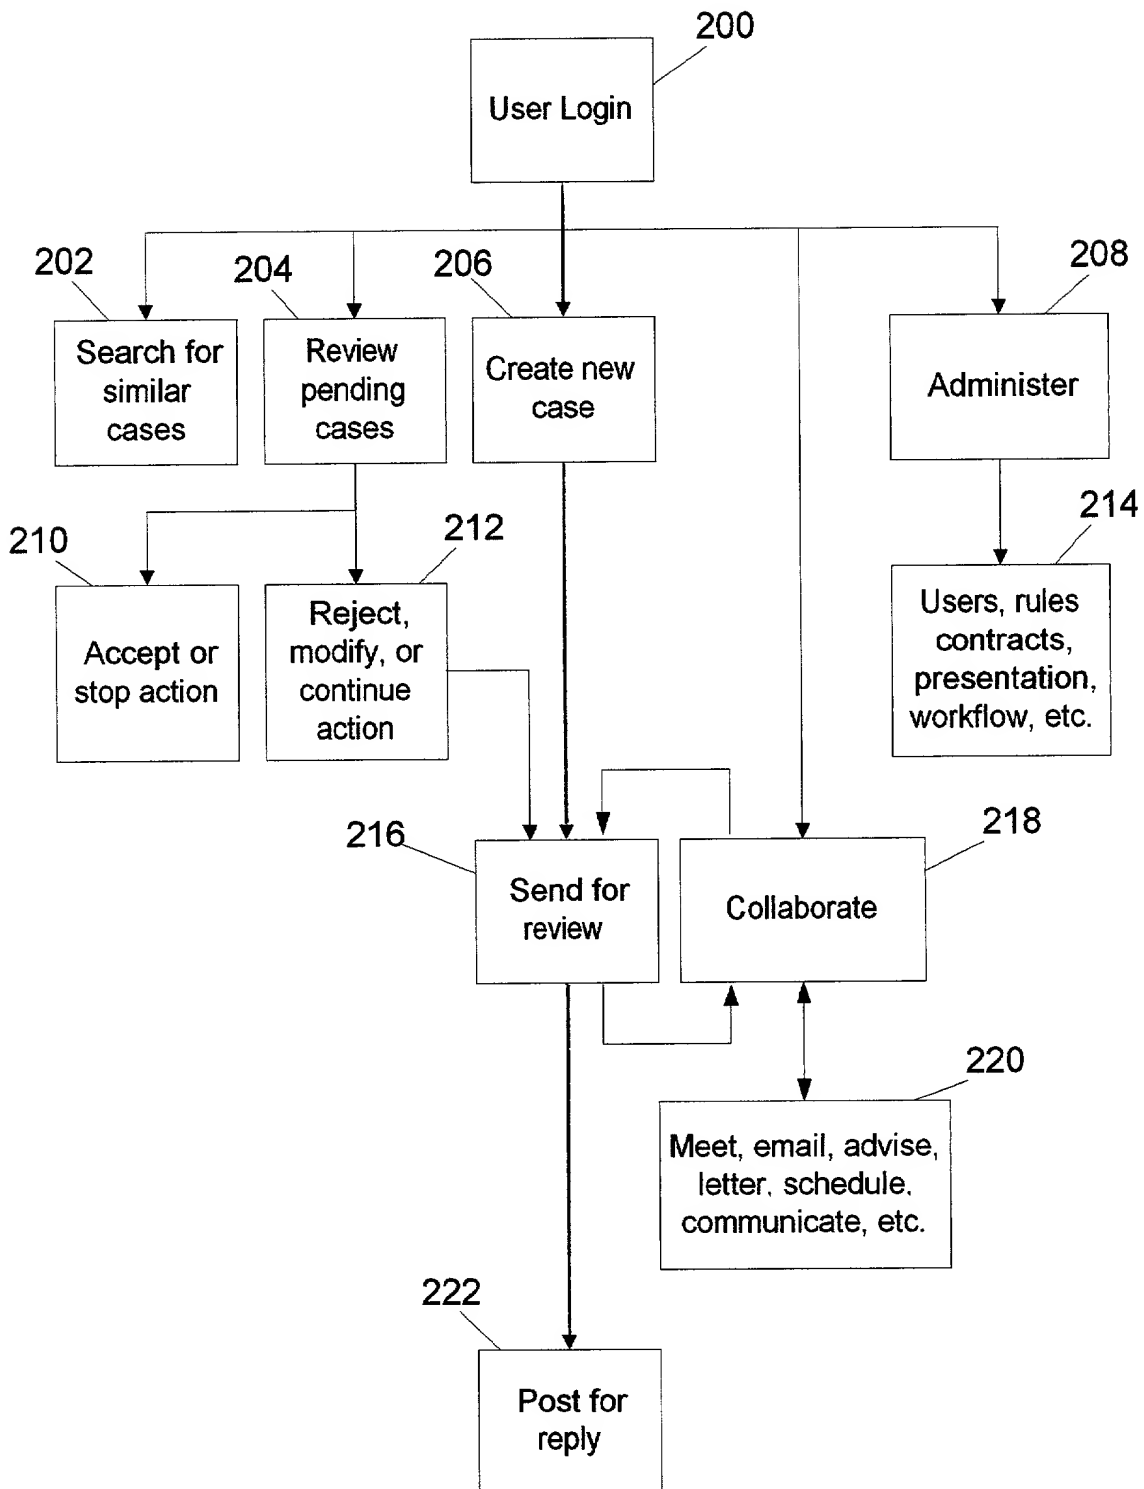 200
User Login
202
204
206
208
Search for
similar
cases
Review
pending
cases
Create new
case
Administer
210
212
214
Accept or
stop action
Reject,
modify, or
continue
action
Users, rules
contracts,
presentation,
workflow, etc.
216
218
Send for
review
Collaborate
220
Meet, email, advise,
letter, schedule,
communicate, etc.
222
Post for
reply